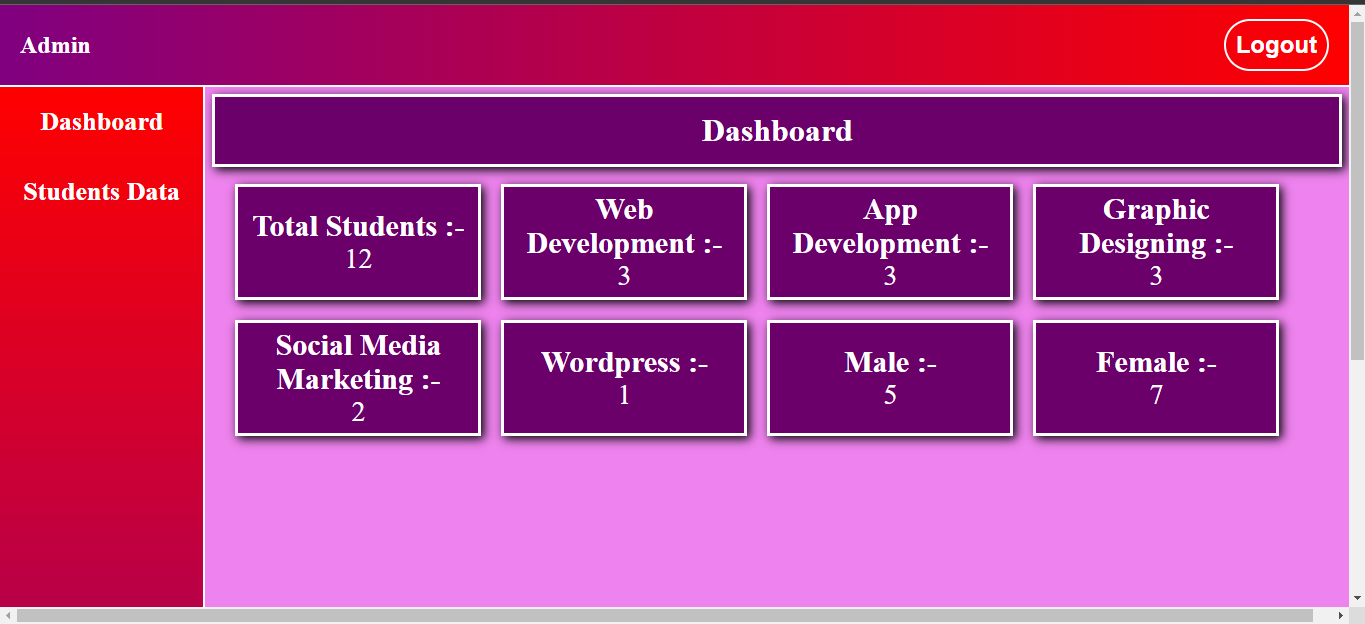 Admin
Logout
Dashboard
Students Data
Dashboard
Total Students :-
12
Web
Development :-
3
App
Development :-
3
Graphic
Designing :-
3
Social Media
Marketing :-
2
Wordpress :-
1
Male :-
5
Female :-
7